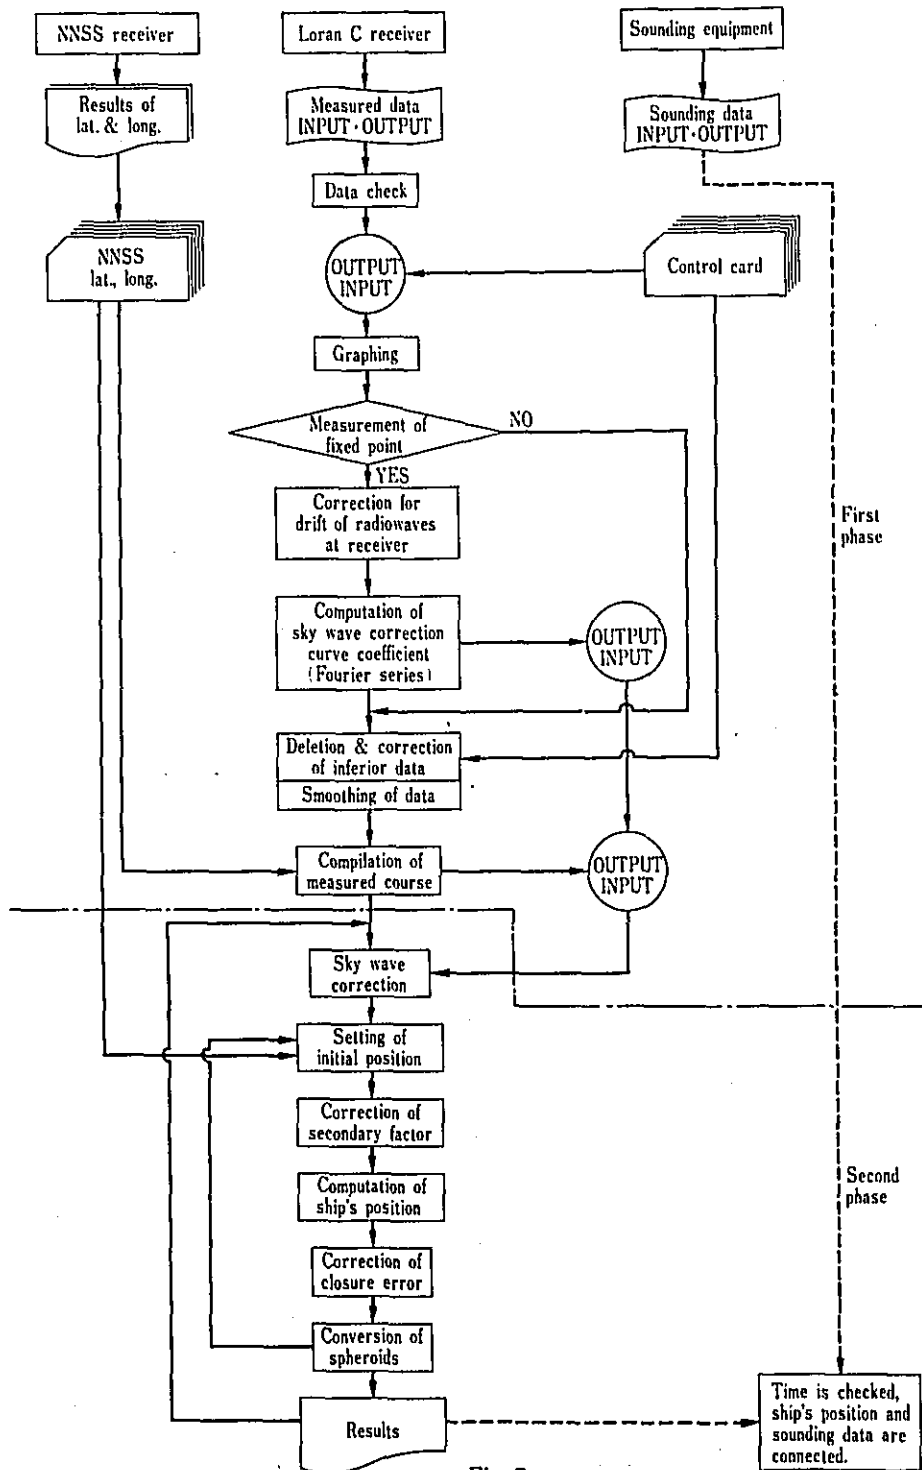 NNSS receiver
Loran C receiver
Sounding equipment
Results of
lat. & long.
Measured data
INPUT·OUTPUT
Sounding data
INPUT·OUTPUT
Data check
NNSS
lat., long.
OUTPUT
INPUT
Control card
Graphing
Measurement of
fixed point
NO
YES
Correction for
drift of radiowaves
at receiver
First
phase
Computation of
sky wave correction
curve coefficient
(Fourier series)
OUTPUT
INPUT
Deletion & correction
of inferior data
Smoothing of data
Compilation of
measured course
OUTPUT
INPUT
Sky wave
correction
Setting of
initial position
Correction of
secondary factor
Computation of
ship's position
Second
phase
Correction of
closure error
Conversion of
spheroids
Results
Time is checked,
ship's position and
sounding data are
connected.